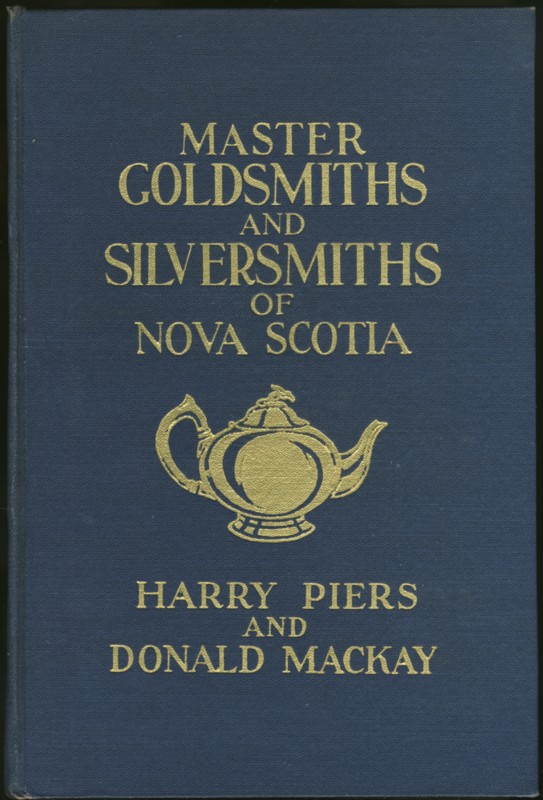 MASTER
GOLDSMITHS
AND
SILVERSMITHS
OF
NOVA SCOTIA
HARRY PIERS
AND
DONALD MACKAY